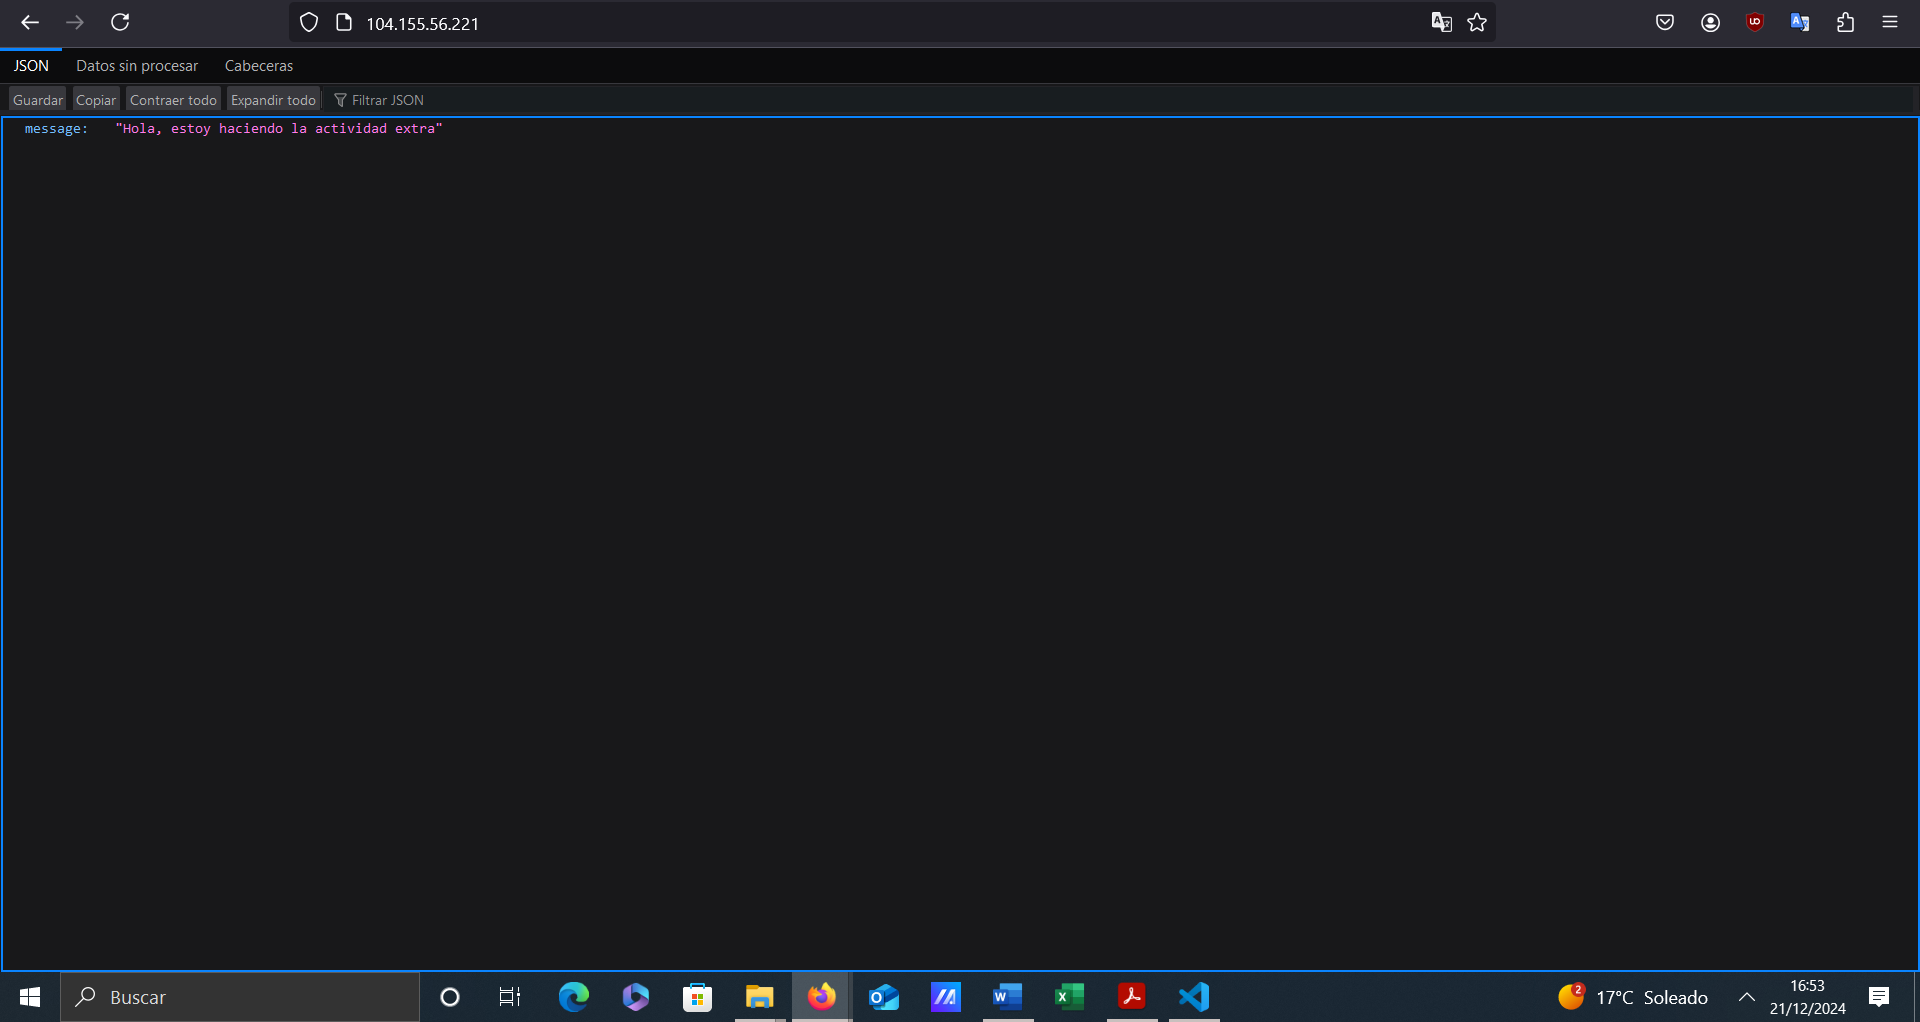 104.155.56.221
JSON Datos sin procesar Cabeceras
Guardar Copiar Contraer todo Expandir todo Filtrar JSON
message: "Hola, estoy haciendo la actividad extra"
Buscar
2
17°C Soleado
16:53
21/12/2024